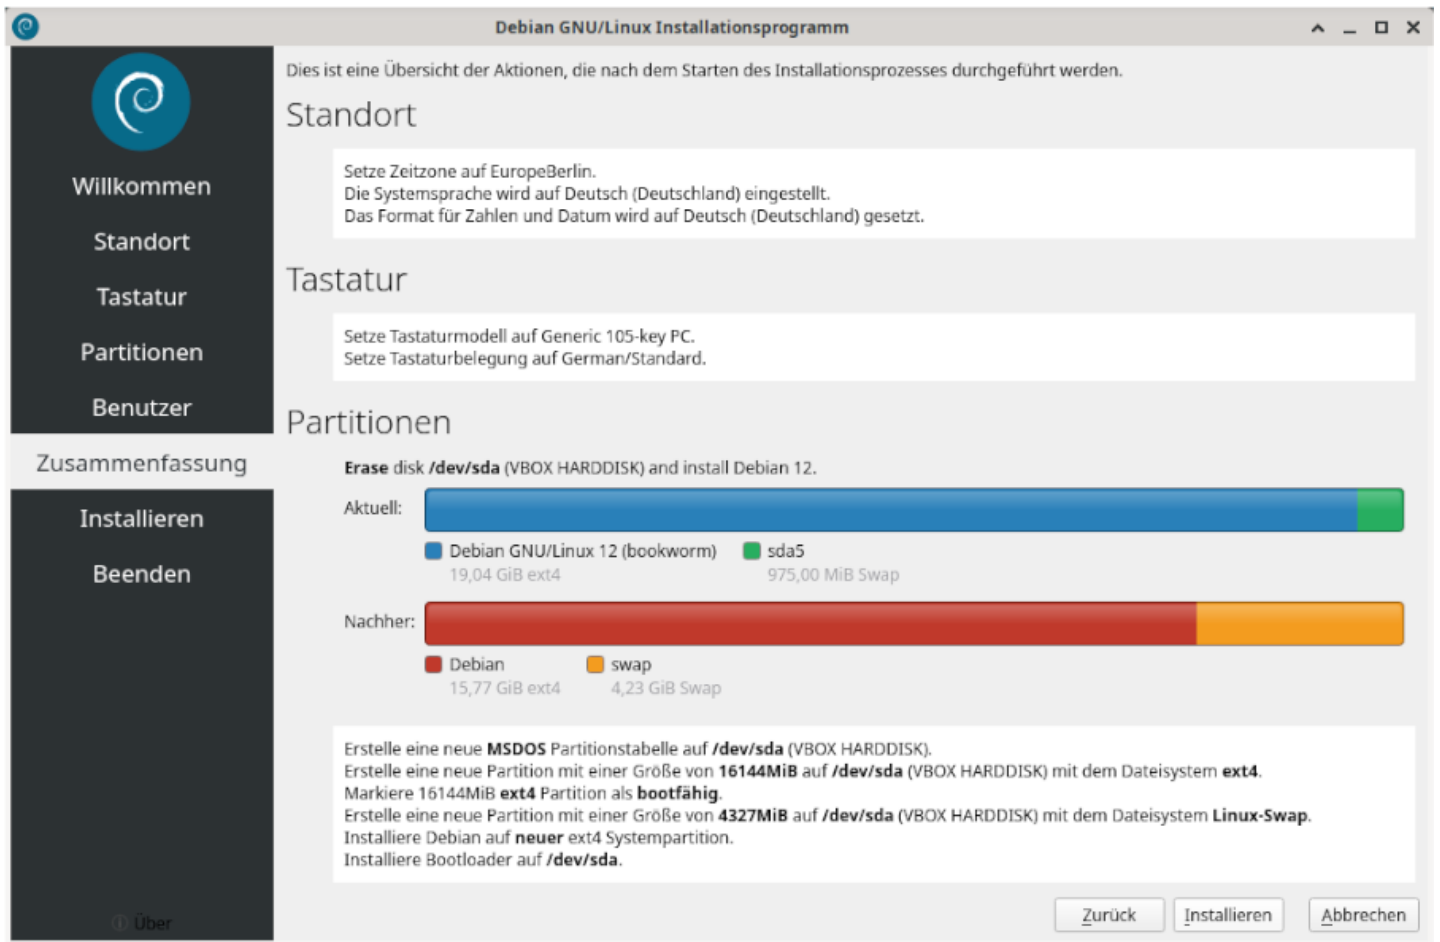 Debian GNU/Linux Installationsprogramm
Willkommen
Standort
Tastatur
Partitionen
Benutzer
Zusammenfassung
Installieren
Beenden
Über
Dies ist eine Übersicht der Aktionen, die nach dem Starten des Installationsprozesses durchgeführt werden.
Standort
Setze Zeitzone auf EuropeBerlin.
Die Systemsprache wird auf Deutsch (Deutschland) eingestellt.
Das Format für Zahlen und Datum wird auf Deutsch (Deutschland) gesetzt.
Tastatur
Setze Tastaturmodell auf Generic 105-key PC.
Setze Tastaturbelegung auf German/Standard.
Partitionen
Erase disk /dev/sda (VBOX HARDDISK) and install Debian 12.
Aktuell:
Debian GNU/Linux 12 (bookworm) sda5
19,04 GiB ext4 975,00 MiB Swap
Nachher:
Debian swap
15,77 GiB ext4 4,23 GiB Swap
Erstelle eine neue MSDOS Partitionstabelle auf /dev/sda (VBOX HARDDISK).
Erstelle eine neue Partition mit einer Größe von 16144MiB auf /dev/sda (VBOX HARDDISK) mit dem Dateisystem ext4.
Markiere 16144MiB ext4 Partition als bootfähig.
Erstelle eine neue Partition mit einer Größe von 4327MiB auf /dev/sda (VBOX HARDDISK) mit dem Dateisystem Linux-Swap.
Installiere Debian auf neuer ext4 Systempartition.
Installiere Bootloader auf /dev/sda.
Zurück Installieren Abbrechen